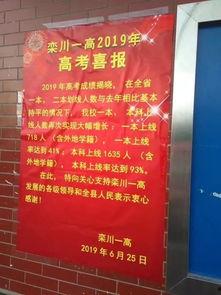 栾川一高2019年
高考喜报
2019年高考成绩揭晓，在全省
一本、二本划线人数与去年相比基本
持平的情况下，我校一本、本科上线
人数再次实现大幅增长，一本上线
718人（含外地学籍），一本上线
率达到41%，本科上线1635人（含
外地学籍），本科上线率达到93%。
在此，特向关心支持栾川一高
发展的各级领导和全县人民表示衷心
感谢！
栾川一高
2019年6月25日